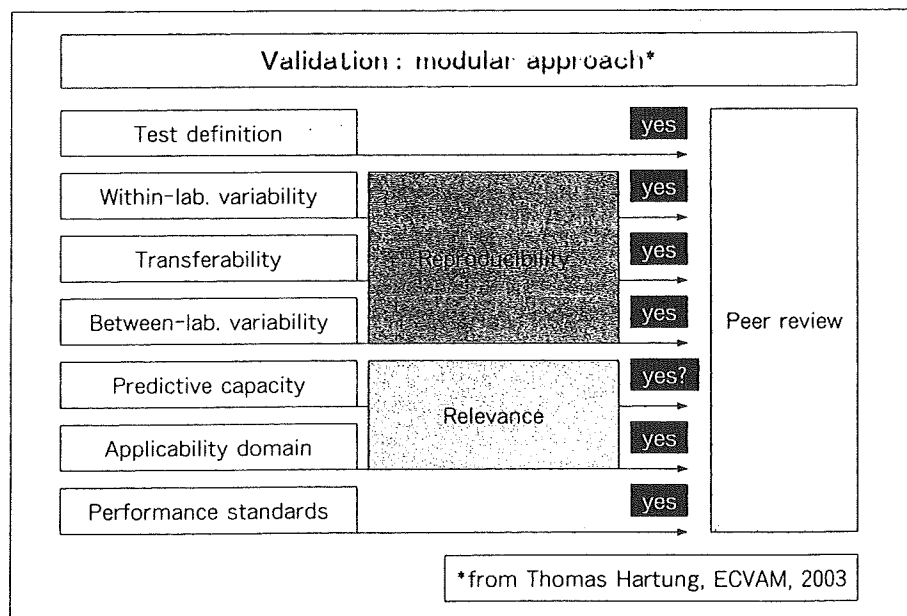 Validation : modular approach*
Test definition
yes
Within-lab. variability
yes
Transferability
Reproducibility
yes
Between-lab. variability
yes
Peer review
Predictive capacity
yes?
Relevance
Applicability domain
yes
Performance standards
yes
*from Thomas Hartung, ECVAM, 2003